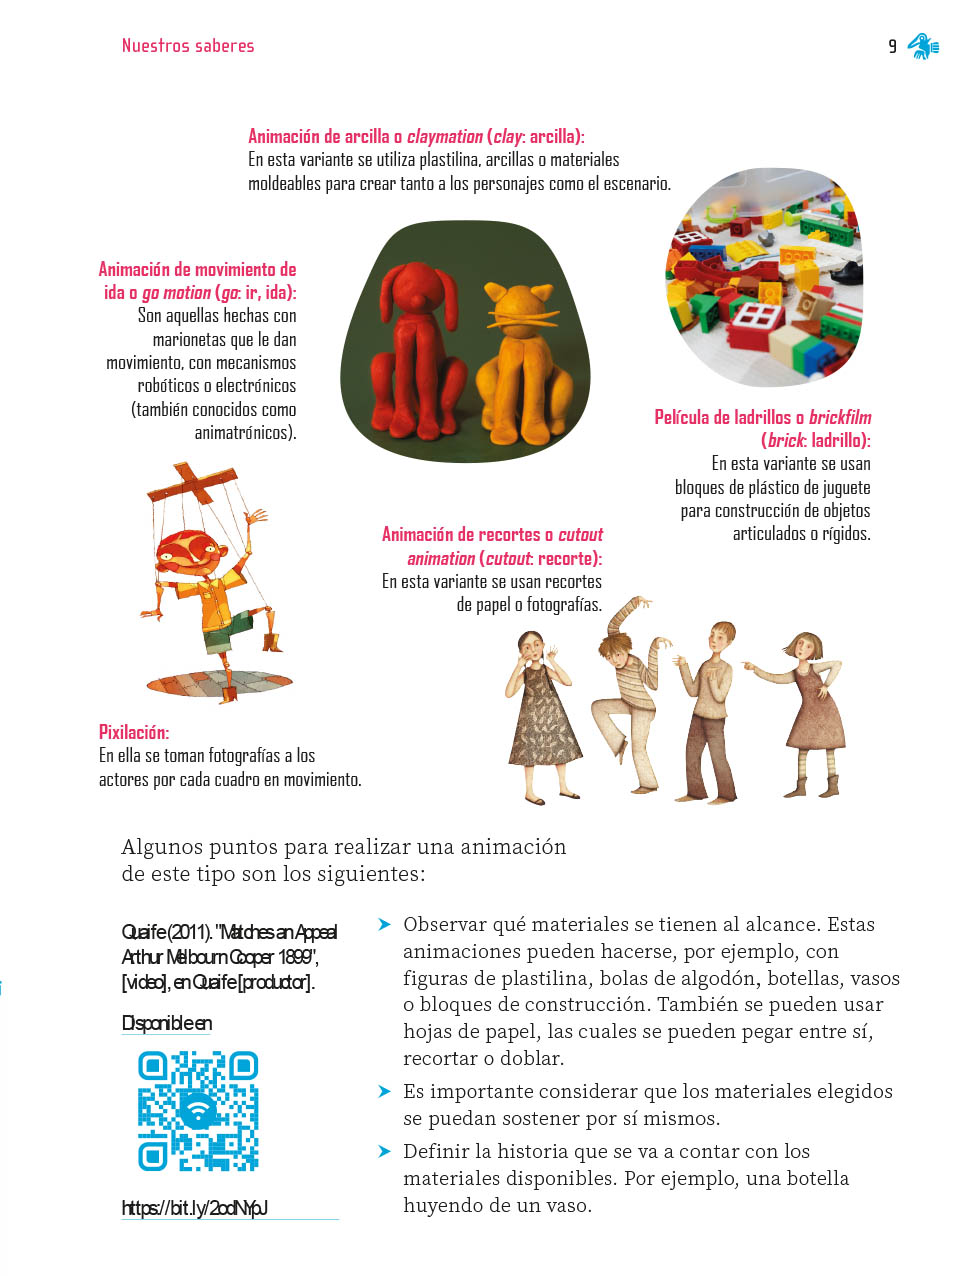 Nuestros saberes
9
Animación de arcilla o claymation (clay: arcilla):
En esta variante se utiliza plastilina, arcillas o materiales
moldeables para crear tanto a los personajes como el escenario.
Animación de movimiento de
ida o go motion (go: ir, ida):
Son aquellas hechas con
marionetas que le dan
movimiento, con mecanismos
robóticos o electrónicos
(también conocidos como
animatrónicos).
Película de ladrillos o brickfilm
(brick: ladrillo):
En esta variante se usan
bloques de plástico de juguete
para construcción de objetos
articulados o rígidos.
Animación de recortes o cutout
animation (cutout: recorte):
En esta variante se usan recortes
de papel o fotografías.
Pixilación:
En ella se toman fotografías a los
actores por cada cuadro en movimiento.
Algunos puntos para realizar una animación
de este tipo son los siguientes:
Quaife (2011). "Matches an Appeal
Arthur Melbourn Cooper 1899",
[video], en Quaife [productor].
Disponible en
https://bit.ly/2odNYpJ
➤ Observar qué materiales se tienen al alcance. Estas
animaciones pueden hacerse, por ejemplo, con
figuras de plastilina, bolas de algodón, botellas, vasos
o bloques de construcción. También se pueden usar
hojas de papel, las cuales se pueden pegar entre sí,
recortar o doblar.
➤ Es importante considerar que los materiales elegidos
se puedan sostener por sí mismos.
➤ Definir la historia que se va a contar con los
materiales disponibles. Por ejemplo, una botella
huyendo de un vaso.